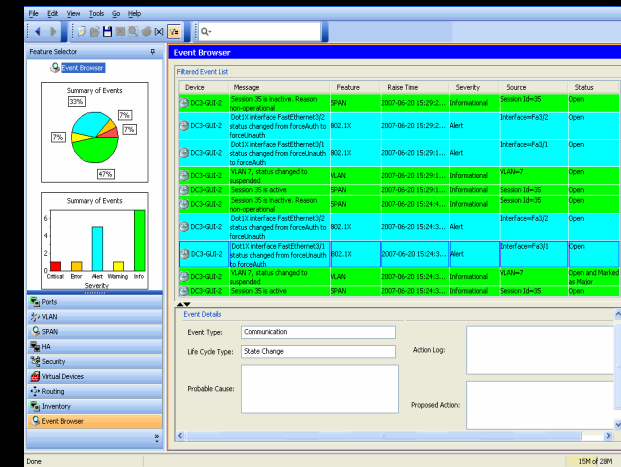 File Edit View Tools Go Help
Feature Selector
Event Browser
Summary of Events
33%
7%
7%
7%
47%
Summary of Events
6
4
2
0
Critical Error Alert Warning Info
Severity
Ports
VLAN
SPAN
HA
Security
Virtual Devices
Routing
Inventory
Event Browser
Event Browser
Filtered Event List
Device Message Feature Raise Time Severity Source Status
DC3-GUI-2 Session 35 is inactive. Reason non-operational SPAN 2007-06-20 15:29:2... Informational Session Id=35 Open
DC3-GUI-2 Dot1X interface FastEthernet3/2 status changed from forceAuth to forceUnauth 802.1X 2007-06-20 15:29:2... Alert Interface=Fa3/2 Open
DC3-GUI-2 Dot1X interface FastEthernet3/2 status changed from forceUnauth to forceAuth 802.1X 2007-06-20 15:29:1... Alert Interface=Fa3/2 Open
DC3-GUI-2 VLAN 7, status changed to suspended VLAN 2007-06-20 15:29:1... Informational VLAN=7 Open
DC3-GUI-2 Session 35 is active SPAN 2007-06-20 15:29:1... Informational Session Id=35 Open
DC3-GUI-2 Session 35 is inactive. Reason non-operational SPAN 2007-06-20 15:24:4... Informational Session Id=35 Open
DC3-GUI-2 Dot1X interface FastEthernet3/2 status changed from forceAuth to forceUnauth 802.1X 2007-06-20 15:24:3... Alert Interface=Fa3/2 Open
DC3-GUI-2 Dot1X interface FastEthernet3/1 status changed from forceUnauth to forceAuth 802.1X 2007-06-20 15:24:3... Alert Interface=Fa3/1 Open
DC3-GUI-2 VLAN 7, status changed to suspended VLAN 2007-06-20 15:24:3... Informational VLAN=7 Open and Marked as Major
DC3-GUI-2 Session 35 is active SPAN 2007-06-20 15:24:3... Informational Session Id=35 Open
Event Details
Event Type: Communication
Life Cycle Type: State Change
Action Log:
Probable Cause:
Proposed Action:
Done
15M of 28M